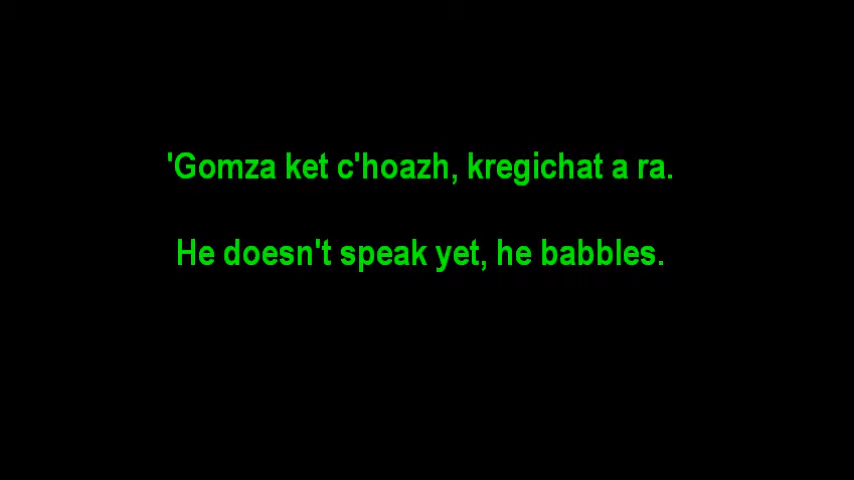 'Gomza ket c'hoazh, kregichat a ra.
He doesn't speak yet, he babbles.